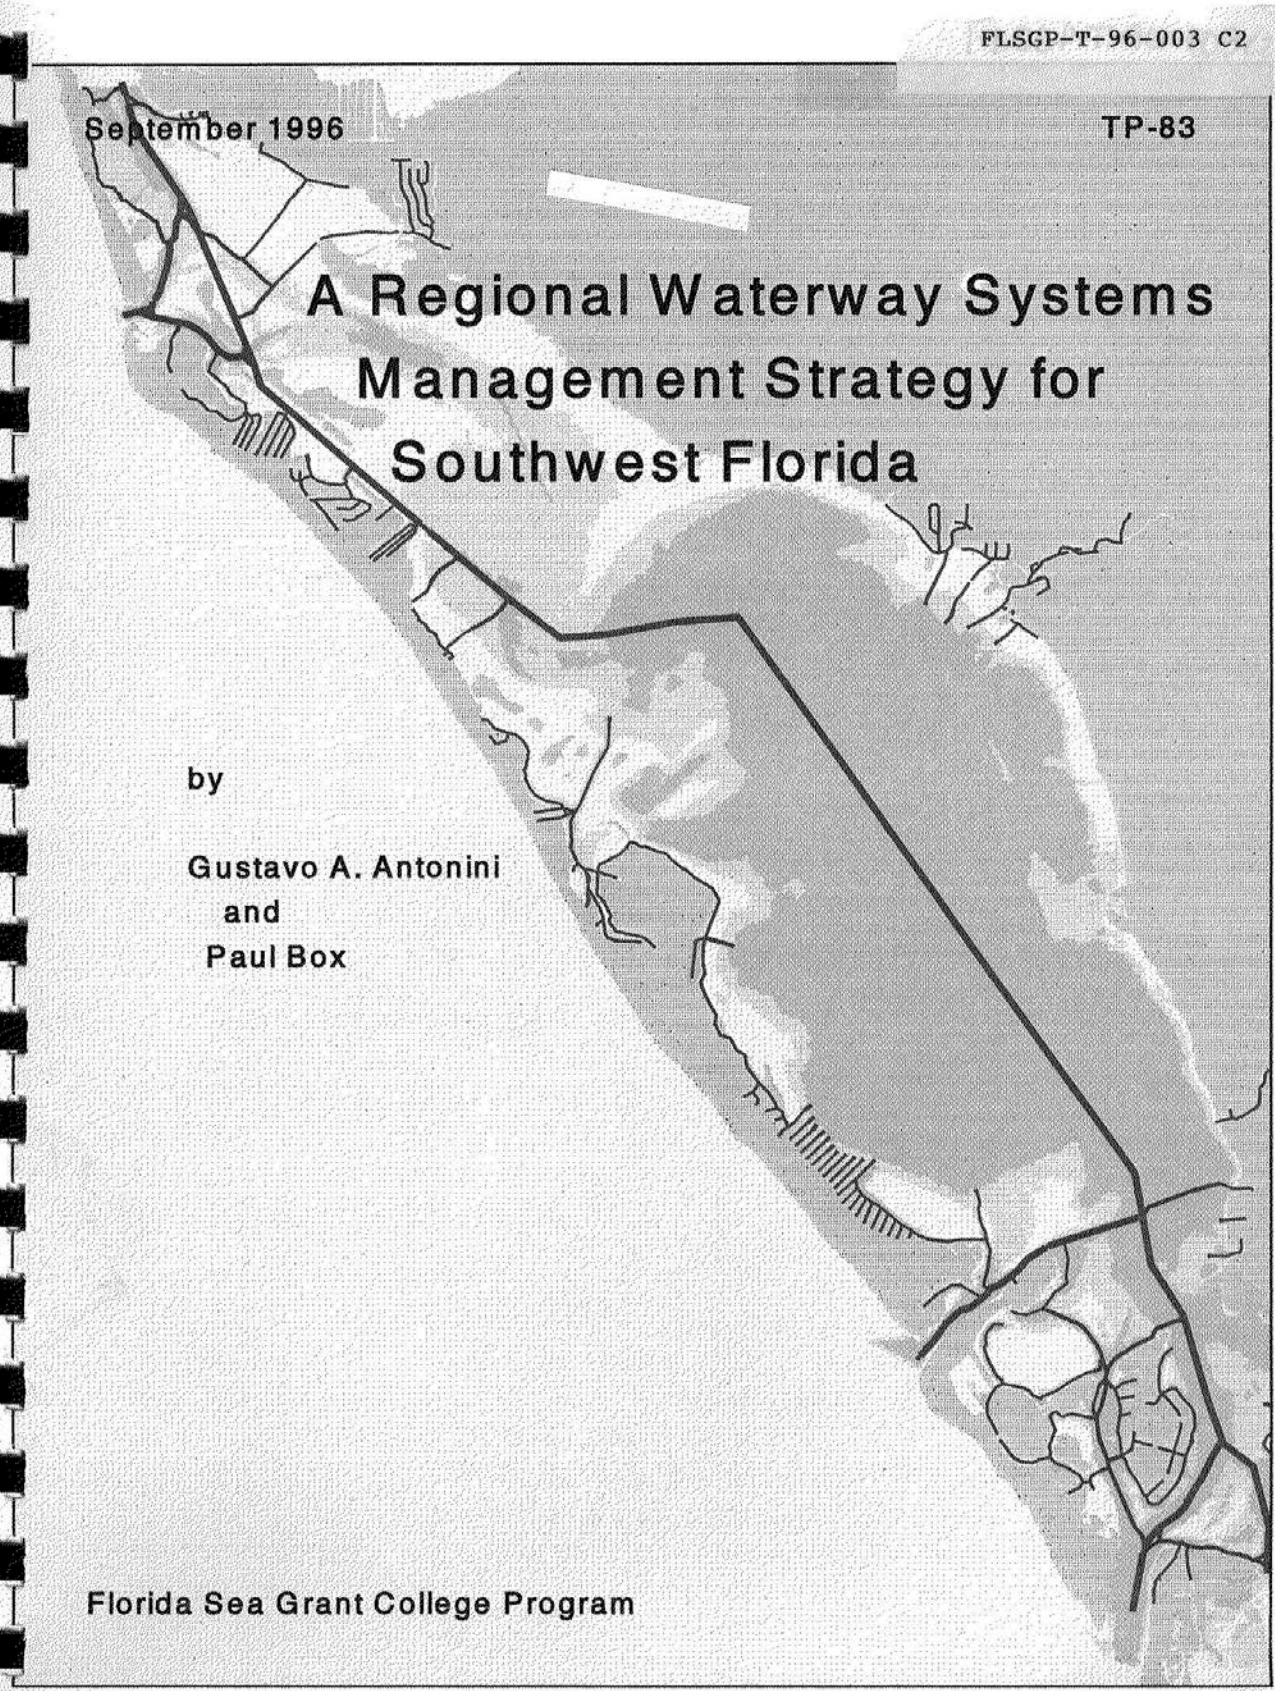 FLSGP-T-96-003 C2
September 1996
TP-83
A Regional Waterway Systems
Management Strategy for
Southwest Florida
by
Gustavo A. Antonini
and
Paul Box
Florida Sea Grant College Program